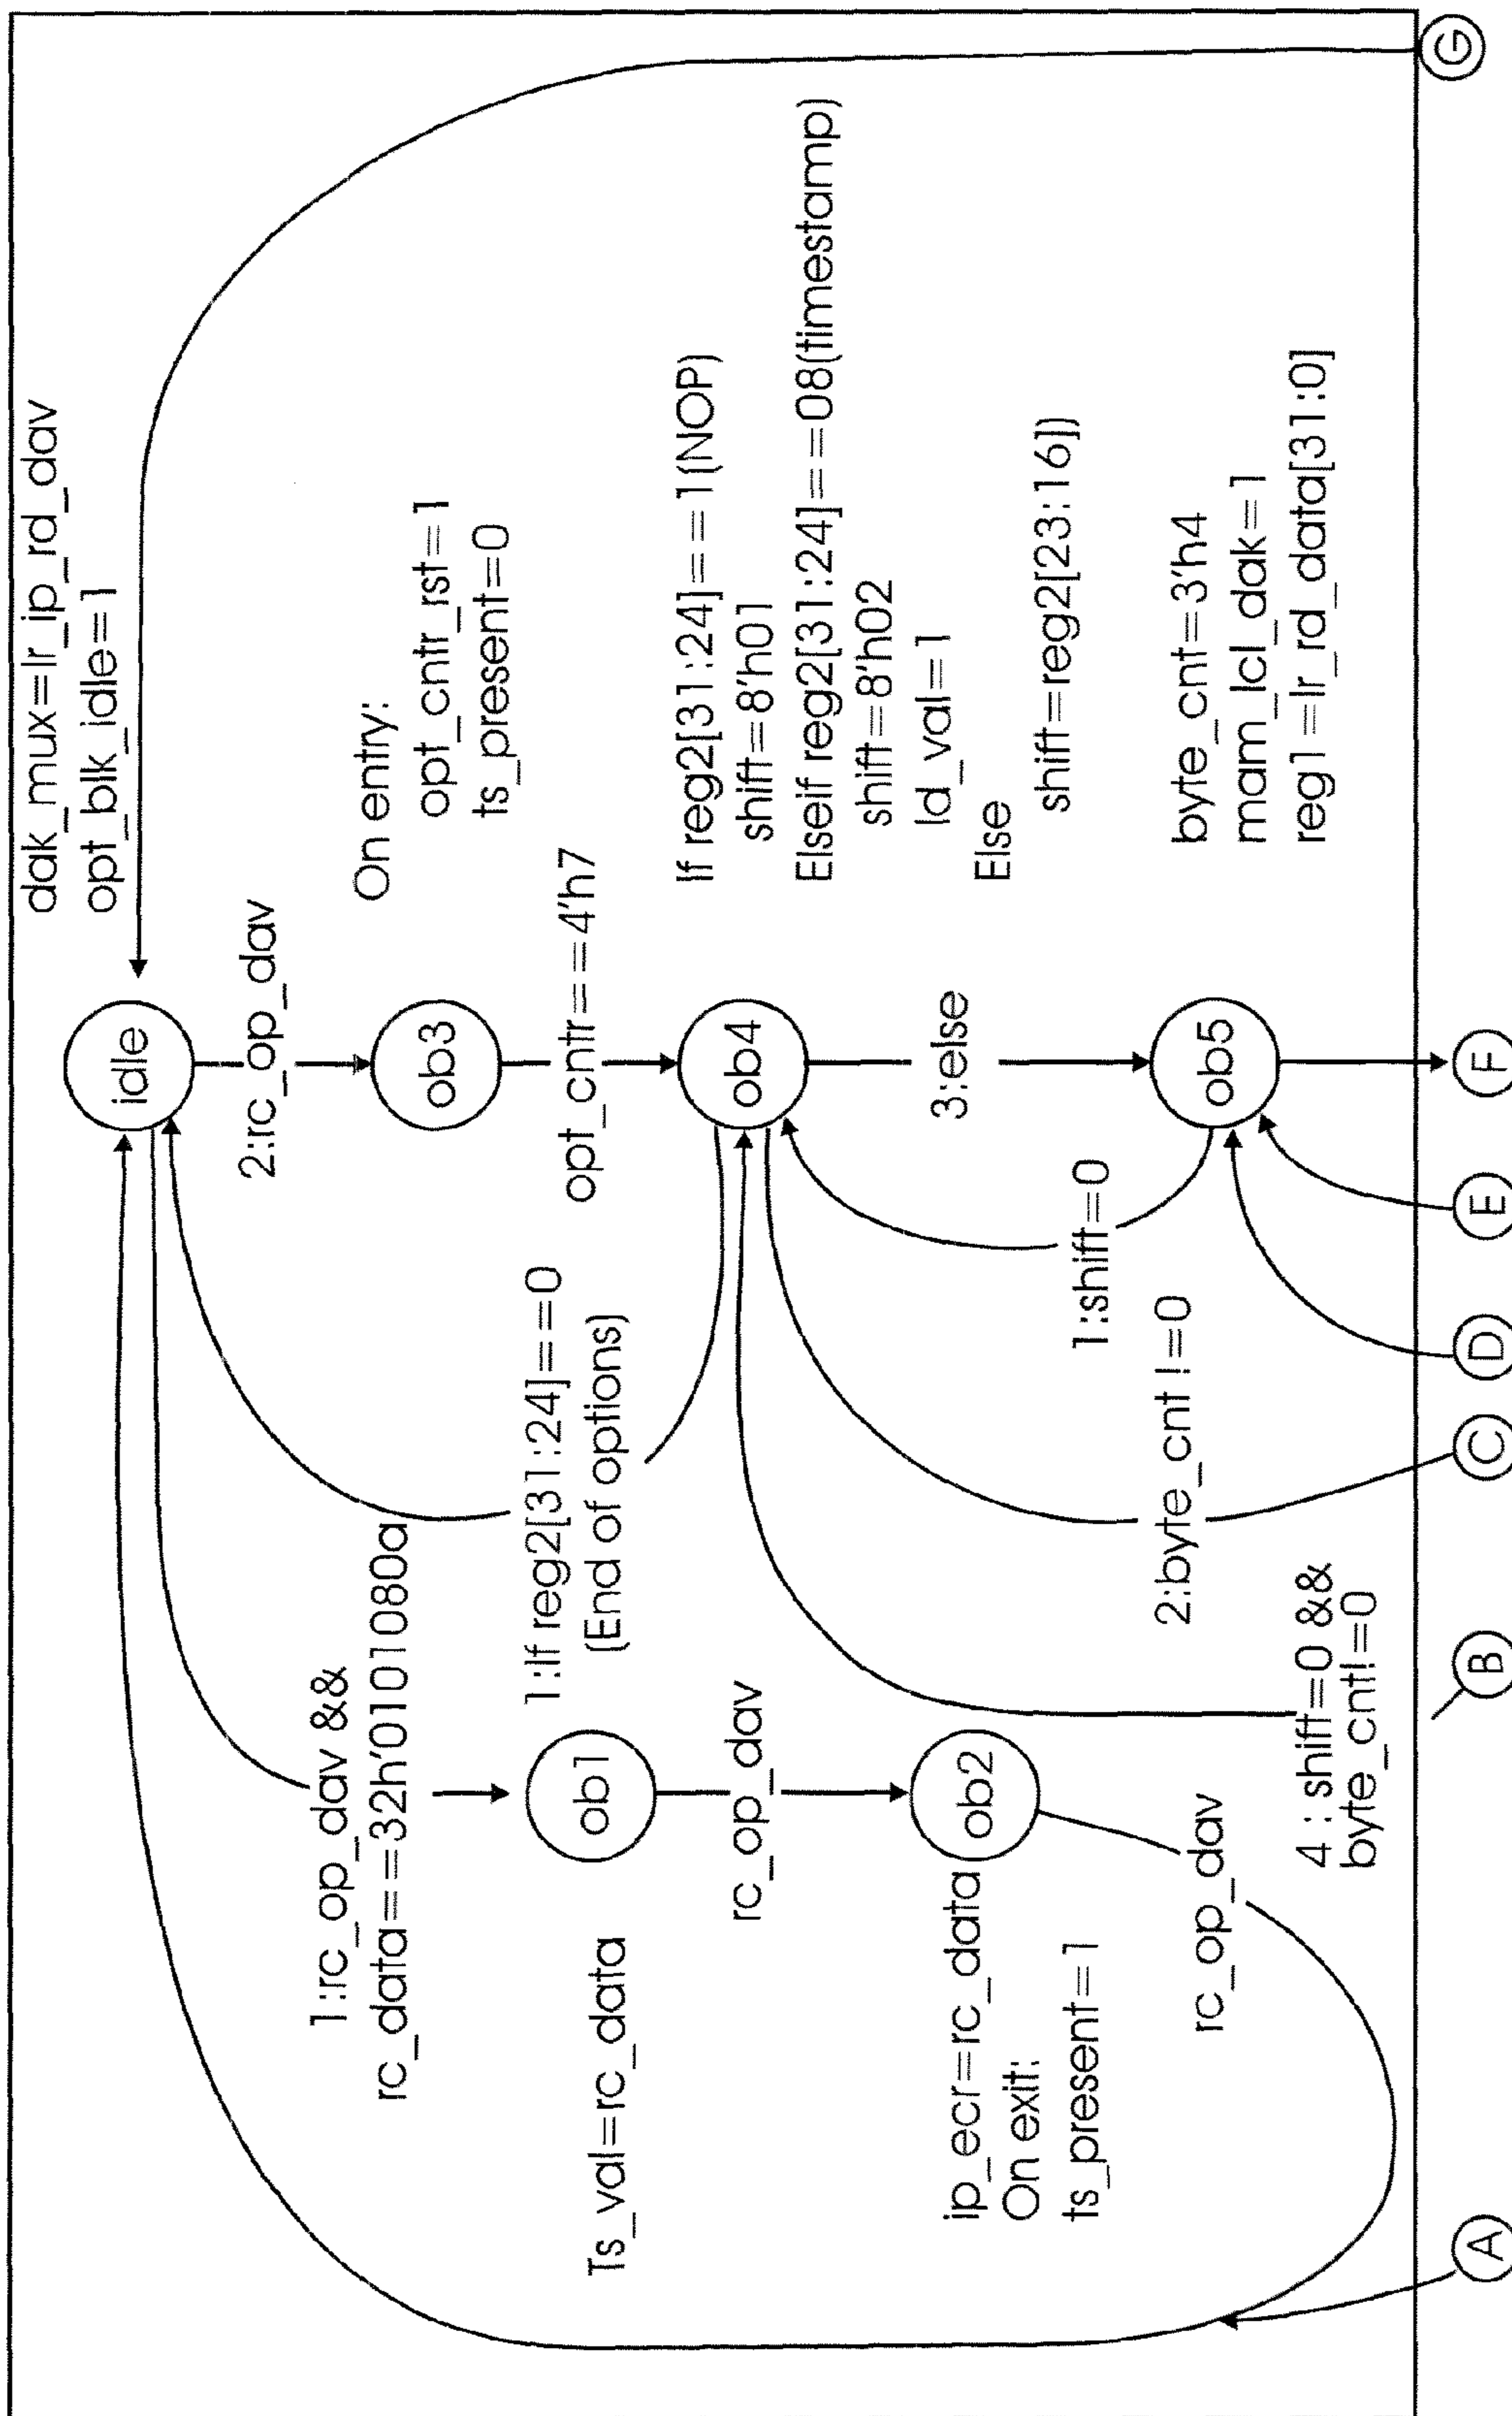 dak_mux=lr_ip_rd_dav
opt_blk_idle=1
idle
2:rc_op_dav
On entry:
opt_cntr_rst=1
ts_present=0
ob3
opt_cntr==4'h7
1:rc_op_dav &&
rc_data==32h'0101080a
1:If reg2[31:24]==0
(End of options)
ob4
If reg2[31:24]==1(NOP)
shift=8'h01
Elseif reg2[31:24]==08(timestamp)
shift=8'h02
ld_val=1
Else
shift=reg2[23:16])
3:else
Ts_val=rc_data
ob1
rc_op_dav
ip_ecr=rc_data
On exit:
ts_present=1
ob2
rc_op_dav
1:shift=0
2:byte_cnt !=0
4 : shift=0 &&
byte_cnt!=0
ob5
byte_cnt=3'h4
mam_lcl_dak=1
reg1=lr_rd_data[31:0]
A
B
C
D
E
F
G